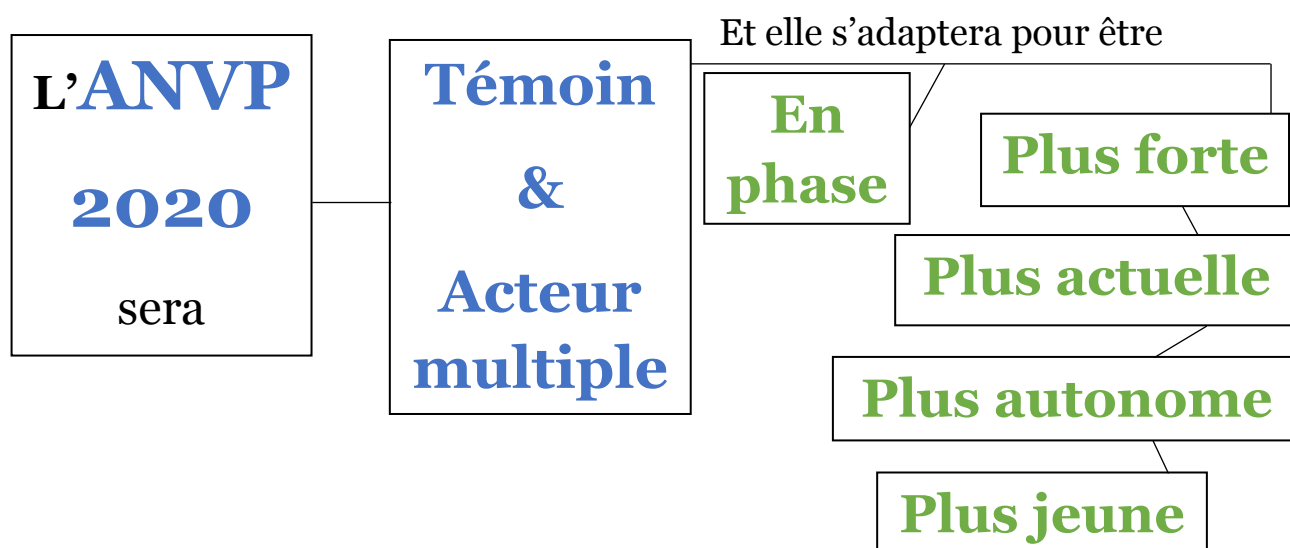 L’ANVP
2020
sera
Témoin
&
Acteur
multiple
Et elle s’adaptera pour être
En
phase
Plus forte
Plus actuelle
Plus autonome
Plus jeune